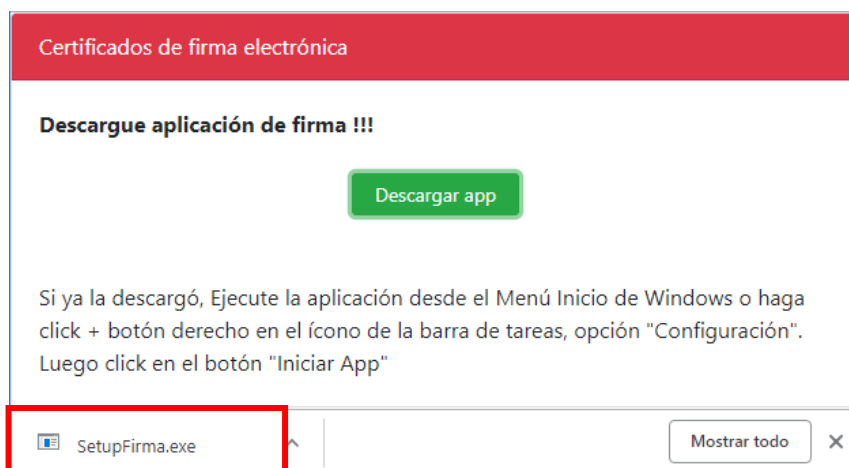 Certificados de firma electrónica
Descargue aplicación de firma !!!
Descargar app
Si ya la descargó, Ejecute la aplicación desde el Menú Inicio de Windows o haga
click + botón derecho en el ícono de la barra de tareas, opción "Configuración".
Luego click en el botón "Iniciar App"
SetupFirma.exe
Mostrar todo